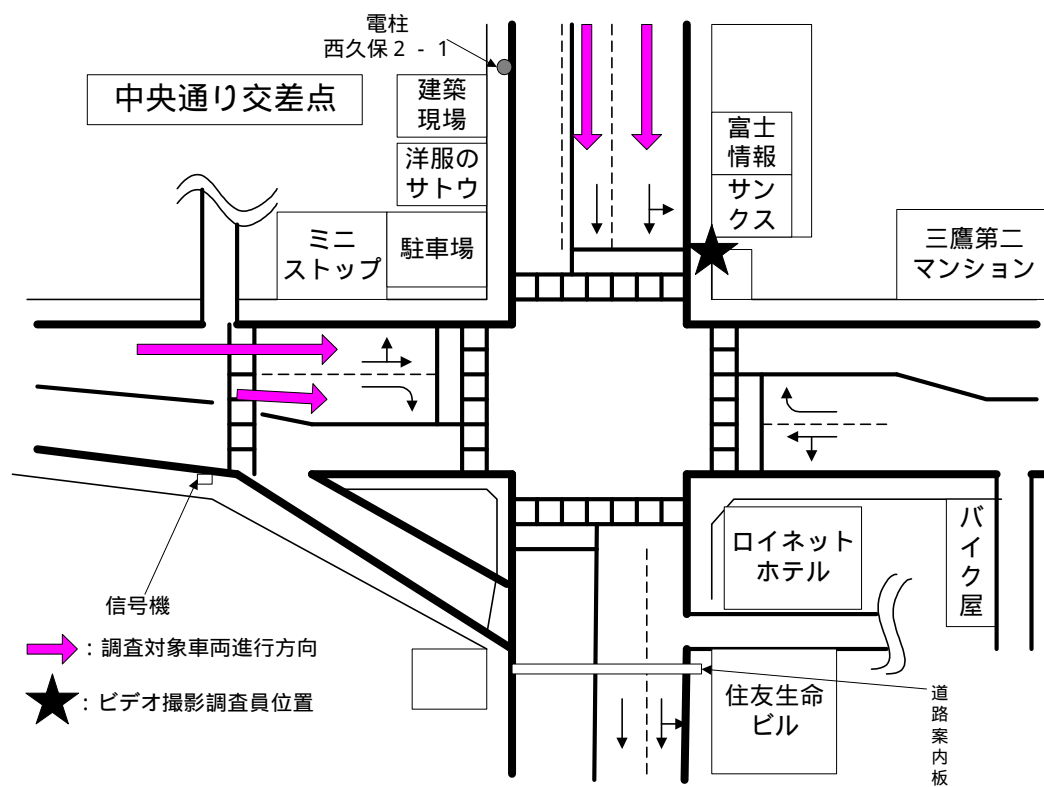 電柱
西久保２－１
中央通り交差点
建築
現場
洋服の
サトウ
ミニ
ストップ
駐車場
富士
情報
サン
クス
三鷹第二
マンション
信号機
：調査対象車両進行方向
：ビデオ撮影調査員位置
ロイネット
ホテル
バイク屋
住友生命
ビル
道路案内板